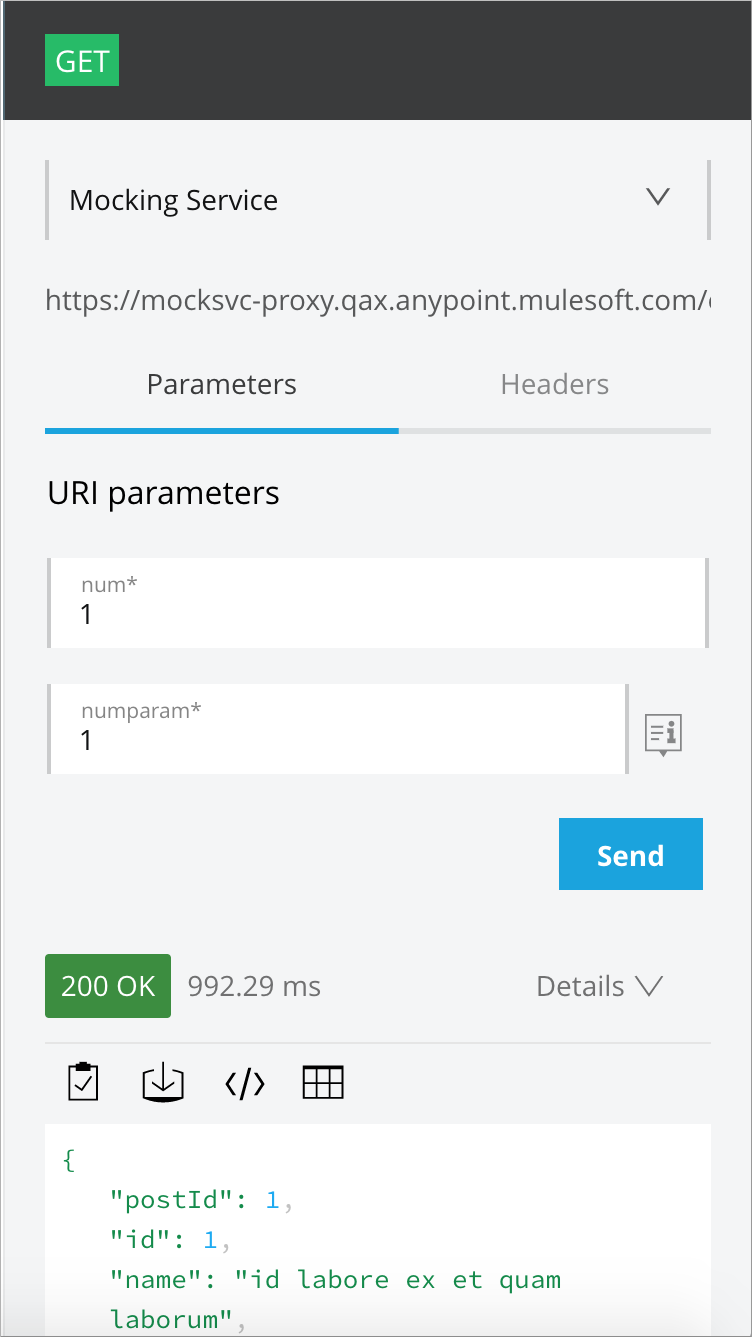 GET
Mocking Service
https://mocksvc-proxy.qax.anypoint.mulesoft.com/
Parameters Headers
URI parameters
num*
1
numparam*
1
Send
200 OK 992.29 ms Details
{
"postId": 1,
"id": 1,
"name": "id labore ex et quam
laborum",